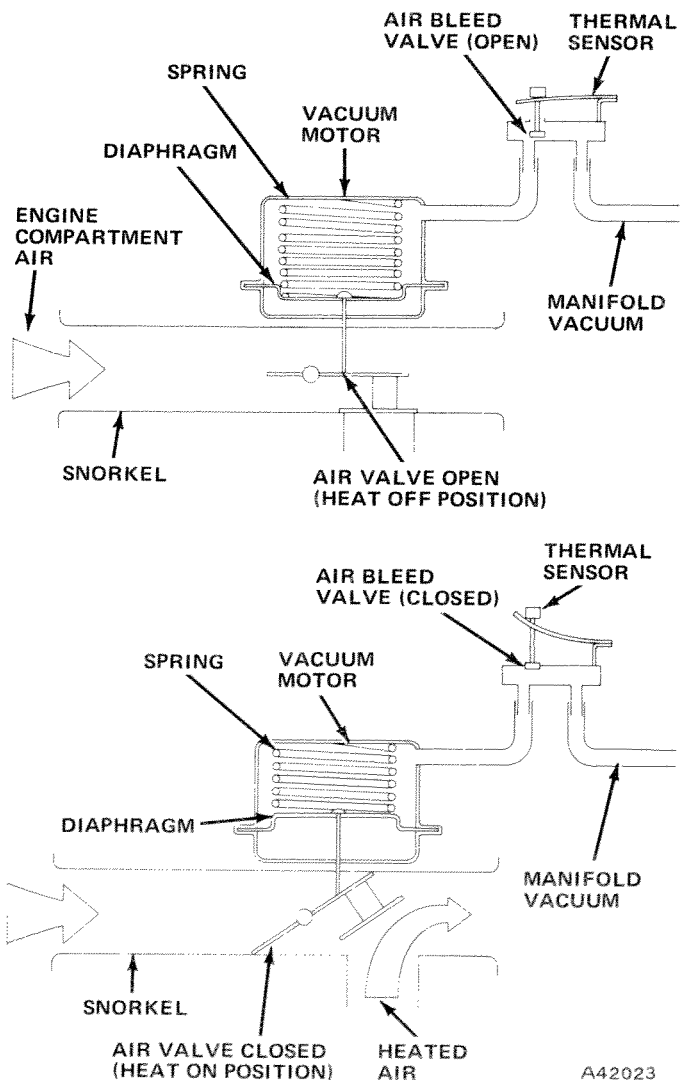 AIR BLEED
VALVE (OPEN)
THERMAL
SENSOR
SPRING
VACUUM
MOTOR
DIAPHRAGM
ENGINE
COMPARTMENT
AIR
MANIFOLD
VACUUM
SNORKEL
AIR VALVE OPEN
(HEAT OFF POSITION)
THERMAL
SENSOR
AIR BLEED
VALVE (CLOSED)
SPRING
VACUUM
MOTOR
DIAPHRAGM
MANIFOLD
VACUUM
SNORKEL
AIR VALVE CLOSED
(HEAT ON POSITION)
HEATED
AIR
A42023